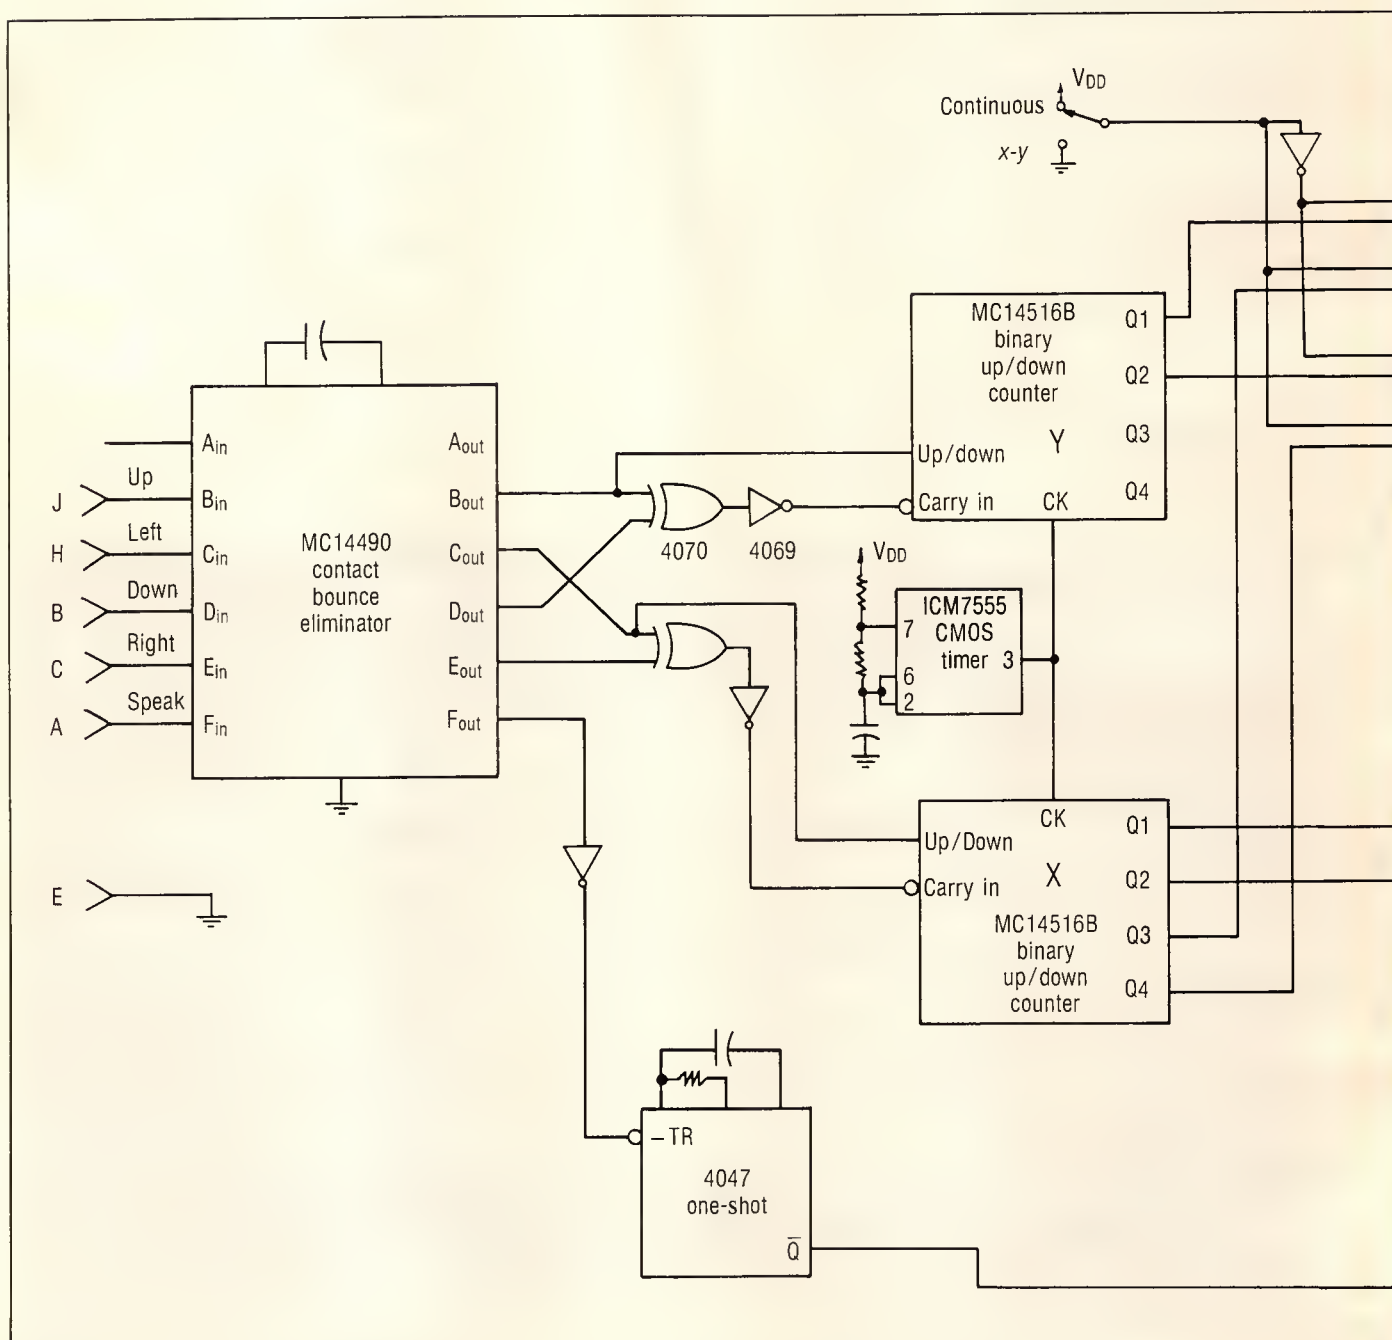 VDD
Continuous
x-y
MC14516B
binary
up/down
counter
Y
Up/down
Carry in
CK
Q1
Q2
Q3
Q4
Ain
Bin
Cin
Din
Ein
Fin
MC14490
contact
bounce
eliminator
Aout
Bout
Cout
Dout
Eout
Fout
J
Up
H
Left
B
Down
C
Right
A
Speak
E
4070
4069
VDD
ICM7555
CMOS
timer
7
6
2
3
CK
Up/Down
Carry in
X
MC14516B
binary
up/down
counter
Q1
Q2
Q3
Q4
–TR
4047
one-shot
Q̅